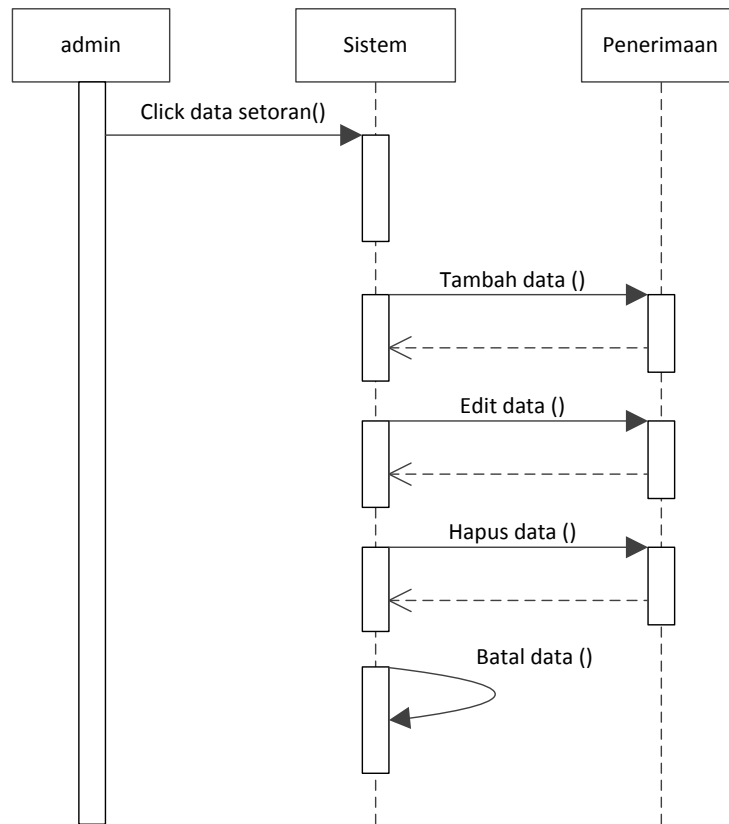 admin
Sistem
Penerimaan
Click data setoran()
Tambah data ()
Edit data ()
Hapus data ()
Batal data ()